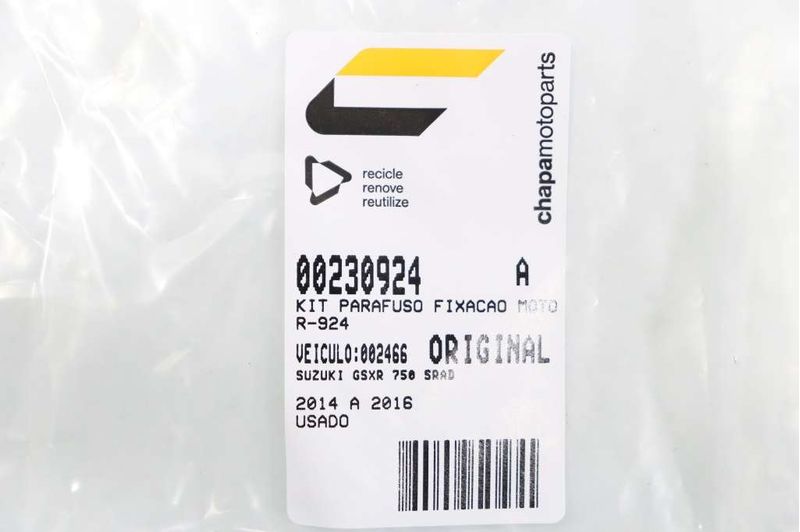 chapamotoparts
recicle
renove
reutilize
00230924 A
KIT PARAFUSO FIXACAO MOTO
R-924
VEICULO:002466 ORIGINAL
SUZUKI GSXR 750 SRAD
2014 A 2016
USADO